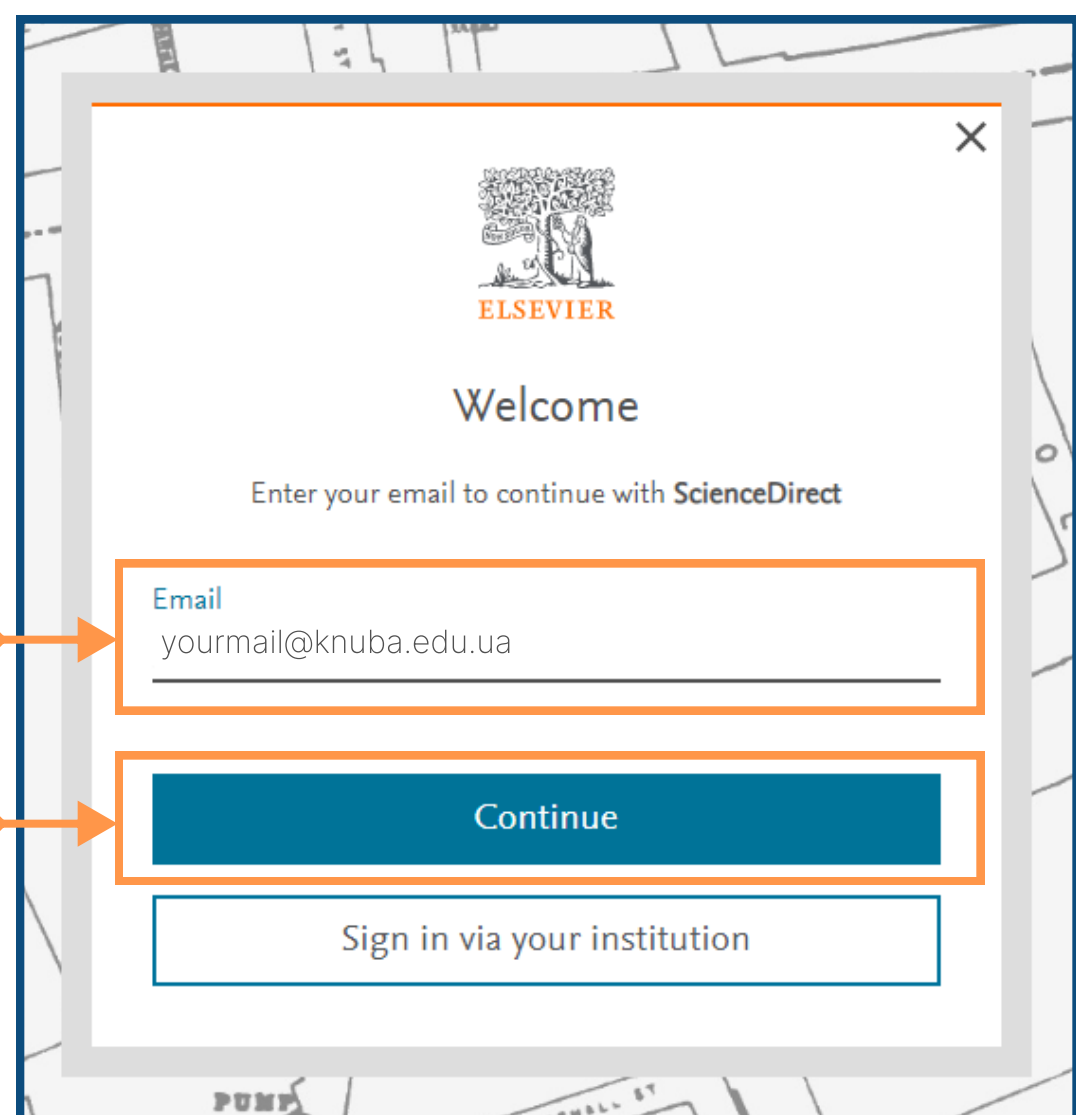 ELSEVIER
Welcome
Enter your email to continue with ScienceDirect
Email
yourmail@knuba.edu.ua
Continue
Sign in via your institution
PUMP